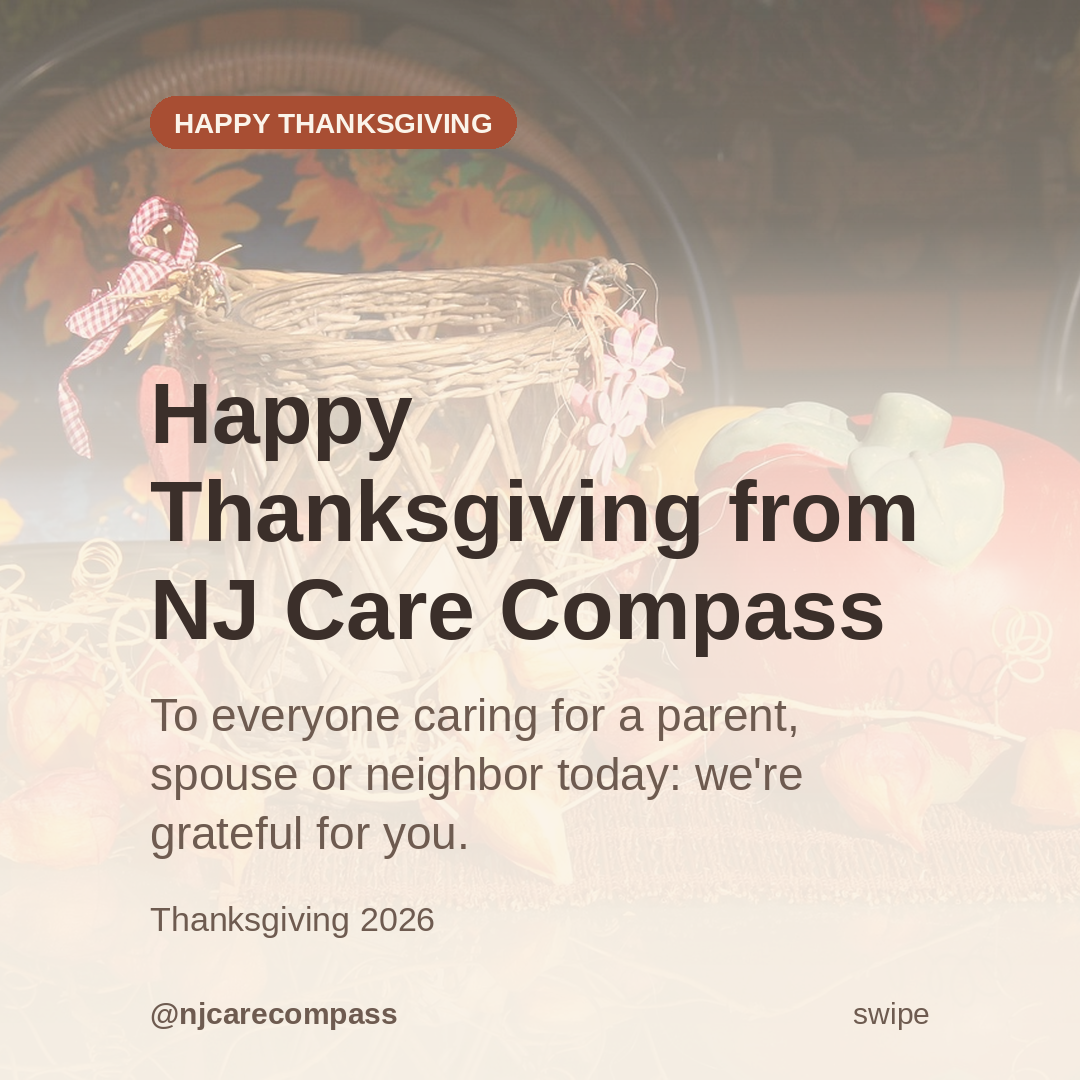 HAPPY THANKSGIVING
Happy
Thanksgiving from
NJ Care Compass
To everyone caring for a parent,
spouse or neighbor today: we're
grateful for you.
Thanksgiving 2026
@njcarecompass
swipe